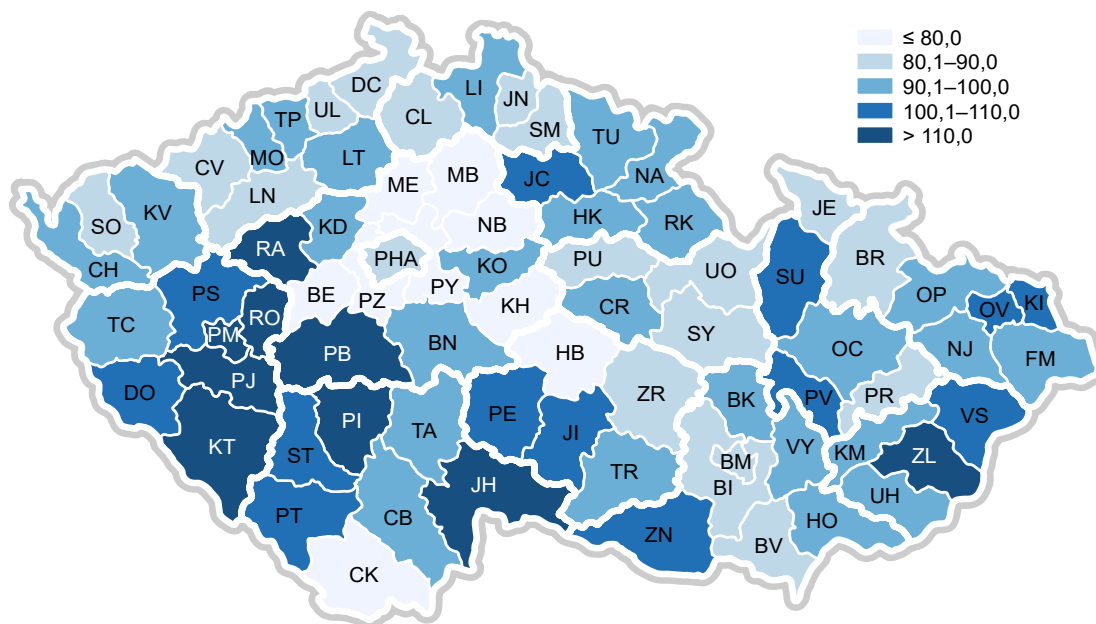 ≤ 80,0
80,1–90,0
90,1–100,0
100,1–110,0
> 110,0
DC
LI
JN
UL
TP
CL
SM
TU
MO
LT
CV
ME
MB
JC
NA
LN
SO
KV
KD
NB
HK
RK
JE
RA
PHA
KO
PU
UO
SU
BR
CH
PS
RO
BE
PZ
PY
KH
CR
OP
OV
KI
TC
PM
PB
BN
HB
SY
OC
NJ
FM
DO
PJ
ZR
BK
PV
PR
VS
KT
ST
PI
TA
PE
JI
TR
BM
VY
KM
ZL
JH
BI
UH
PT
CB
ZN
HO
BV
CK